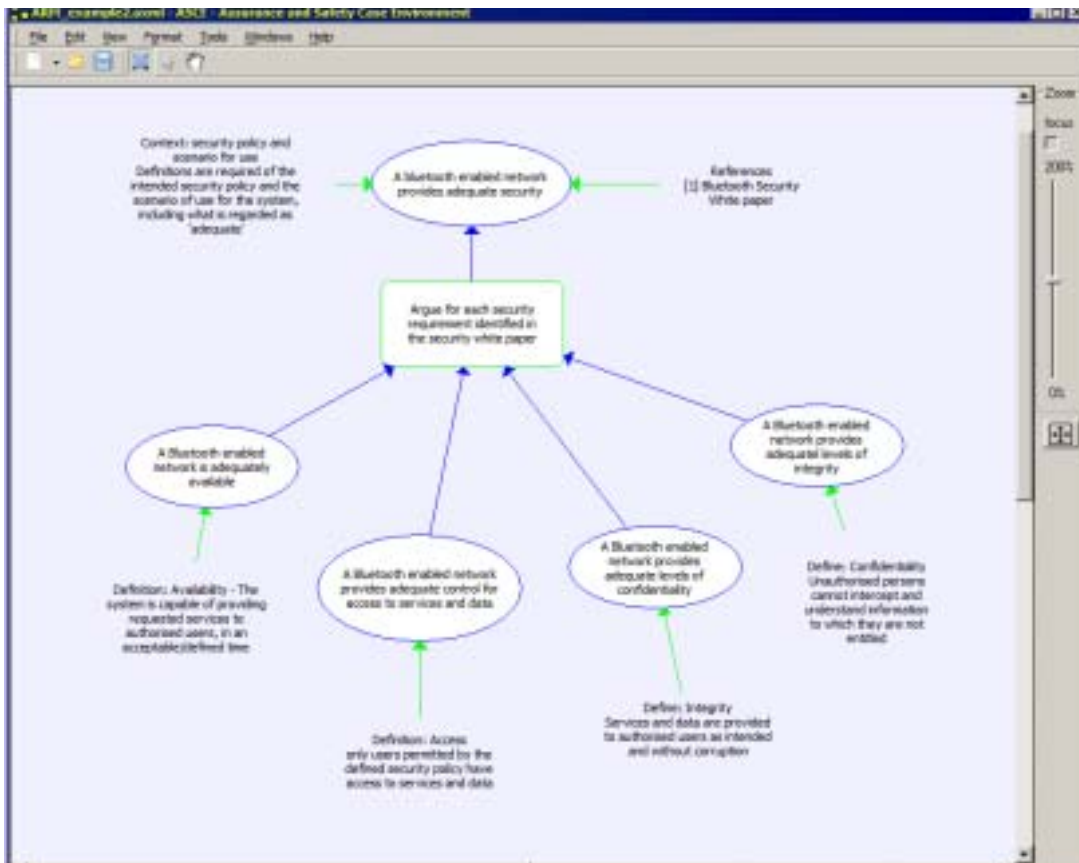 ARM_example2.axml - ASCE - Assurance and Safety Case Environment
File Edit View Format Tools Windows Help
Zoom
focus
200%
0%
Context: security policy and
scenario for use
Definitions are required of the
intended security policy and the
scenario of use for the system,
including what is regarded as
'adequate'
A bluetooth enabled network
provides adequate security
References
[1] Bluetooth Security
White paper
Argue for each security
requirement identified in
the security white paper
A Bluetooth enabled
network is adequately
available
A Bluetooth enabled network
provides adequate control for
access to services and data
A Bluetooth enabled
network provides
adequate levels of
confidentiality
A Bluetooth enabled
network provides
adequatel levels of
integrity
Definition: Availability - The
system is capable of providing
requested services to
authorised users, in an
acceptable/defined time
Definition: Access
only users permitted by the
defined security policy have
access to services and data
Define: Integrity
Services and data are provided
to authorised users as intended
and without corruption
Define: Confidentiality
Unauthorised persons
cannot intercept and
understand information
to which they are not
entitled